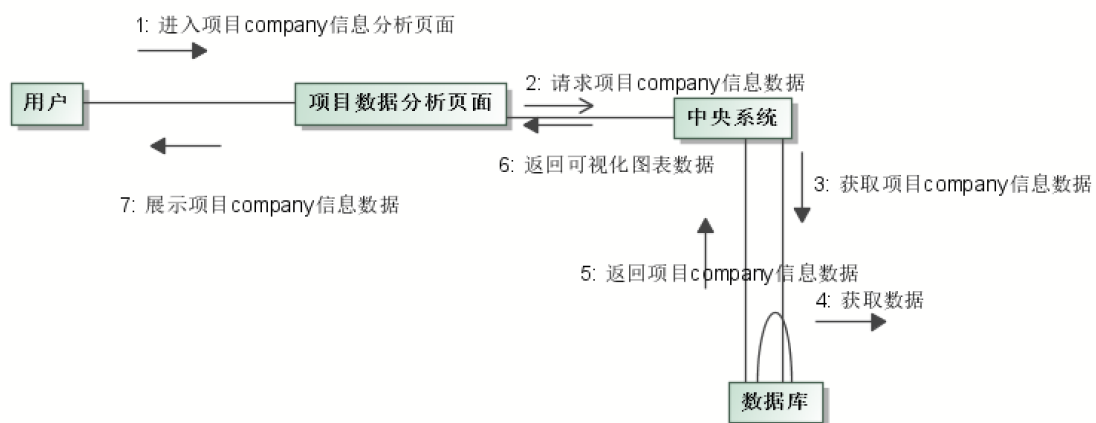 1: 进入项目company信息分析页面
用户
项目数据分析页面
2: 请求项目company信息数据
中央系统
6: 返回可视化图表数据
3: 获取项目company信息数据
7: 展示项目company信息数据
5: 返回项目company信息数据
4: 获取数据
数据库